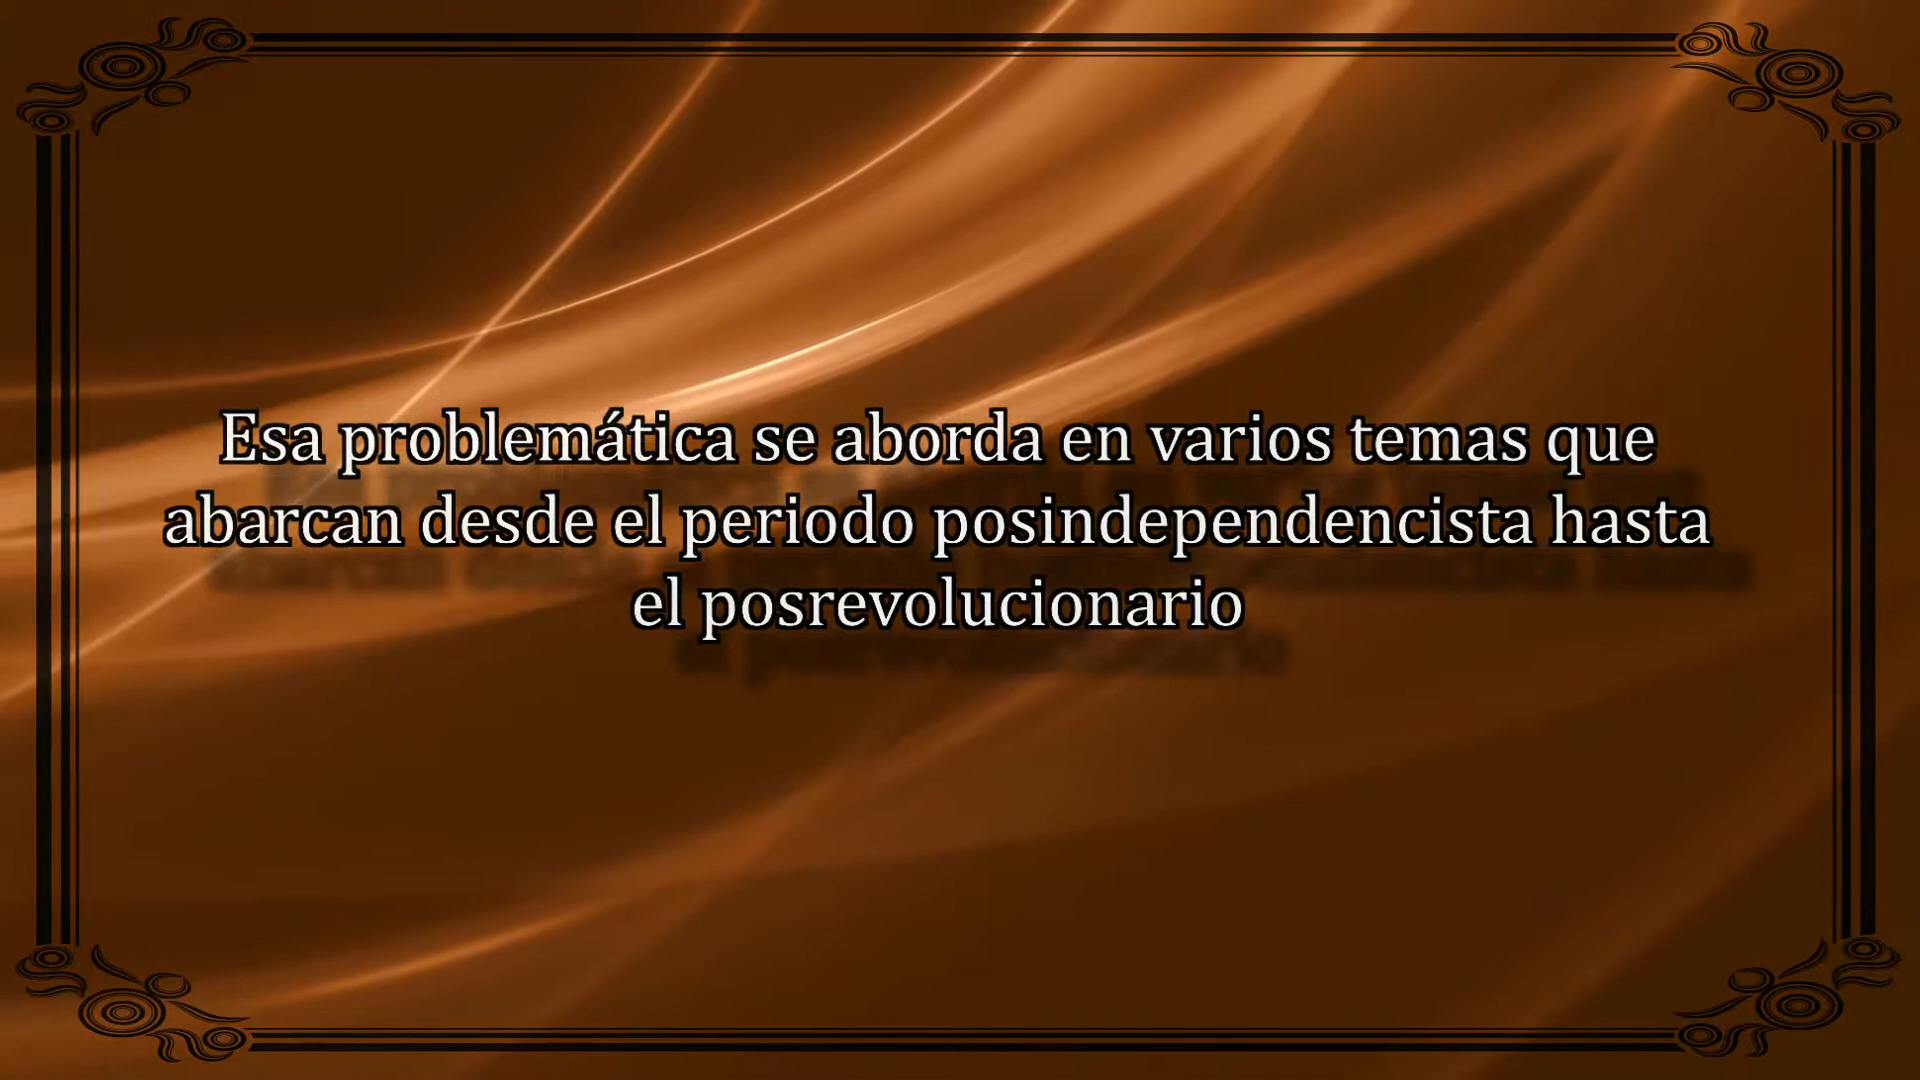 Esa problemática se aborda en varios temas que
abarcan desde el periodo posindependencista hasta
el posrevolucionario